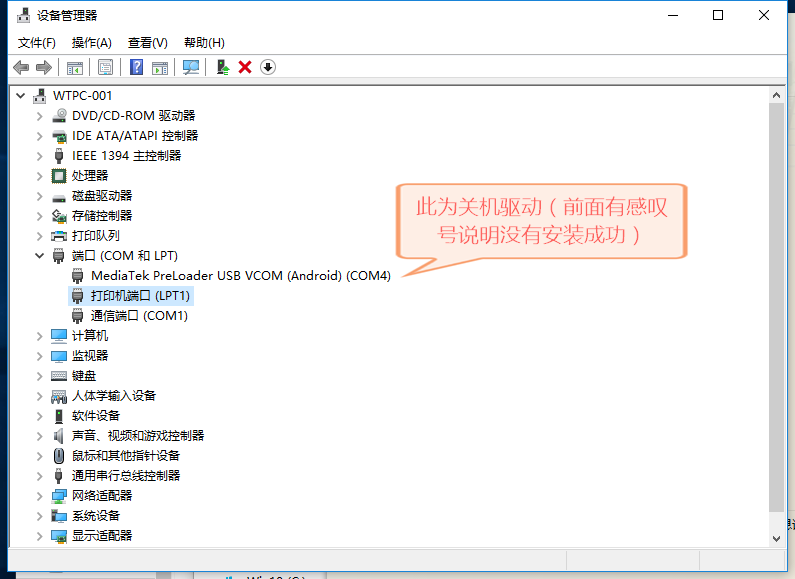 设备管理器
文件(F) 操作(A) 查看(V) 帮助(H)
WTPC-001
DVD/CD-ROM 驱动器
IDE ATA/ATAPI 控制器
IEEE 1394 主控制器
处理器
磁盘驱动器
存储控制器
打印队列
端口 (COM 和 LPT)
MediaTek PreLoader USB VCOM (Android) (COM4)
打印机端口 (LPT1)
通信端口 (COM1)
计算机
监视器
键盘
人体学输入设备
软件设备
声音、视频和游戏控制器
鼠标和其他指针设备
通用串行总线控制器
网络适配器
系统设备
显示适配器
此为关机驱动（前面有感叹
号说明没有安装成功）